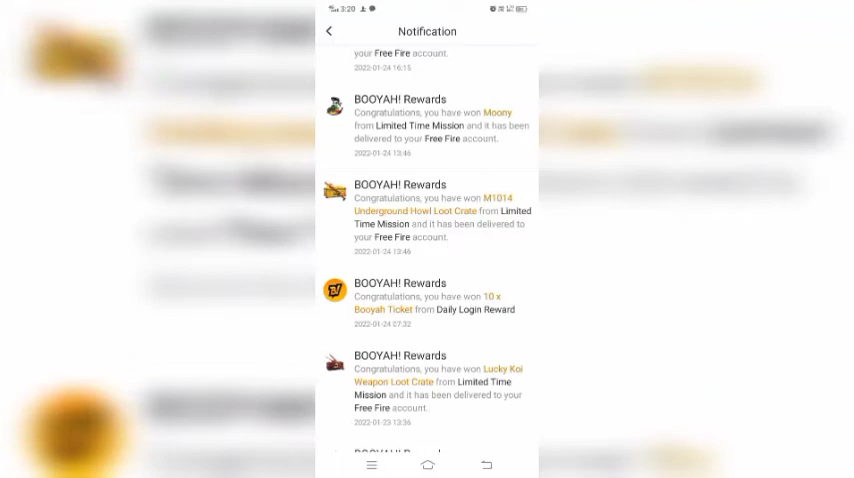 3:20
Notification
your Free Fire account.
2022-01-24 16:15
BOOYAH! Rewards
Congratulations, you have won Moony
from Limited Time Mission and it has been
delivered to your Free Fire account.
2022-01-24 13:46
BOOYAH! Rewards
Congratulations, you have won M1014
Underground Howl Loot Crate from Limited
Time Mission and it has been delivered to
your Free Fire account.
2022-01-24 13:46
BOOYAH! Rewards
Congratulations, you have won 10 x
Booyah Ticket from Daily Login Reward
2022-01-24 07:32
BOOYAH! Rewards
Congratulations, you have won Lucky Koi
Weapon Loot Crate from Limited Time
Mission and it has been delivered to your
Free Fire account.
2022-01-23 13:36
BOOYAH! Rewards